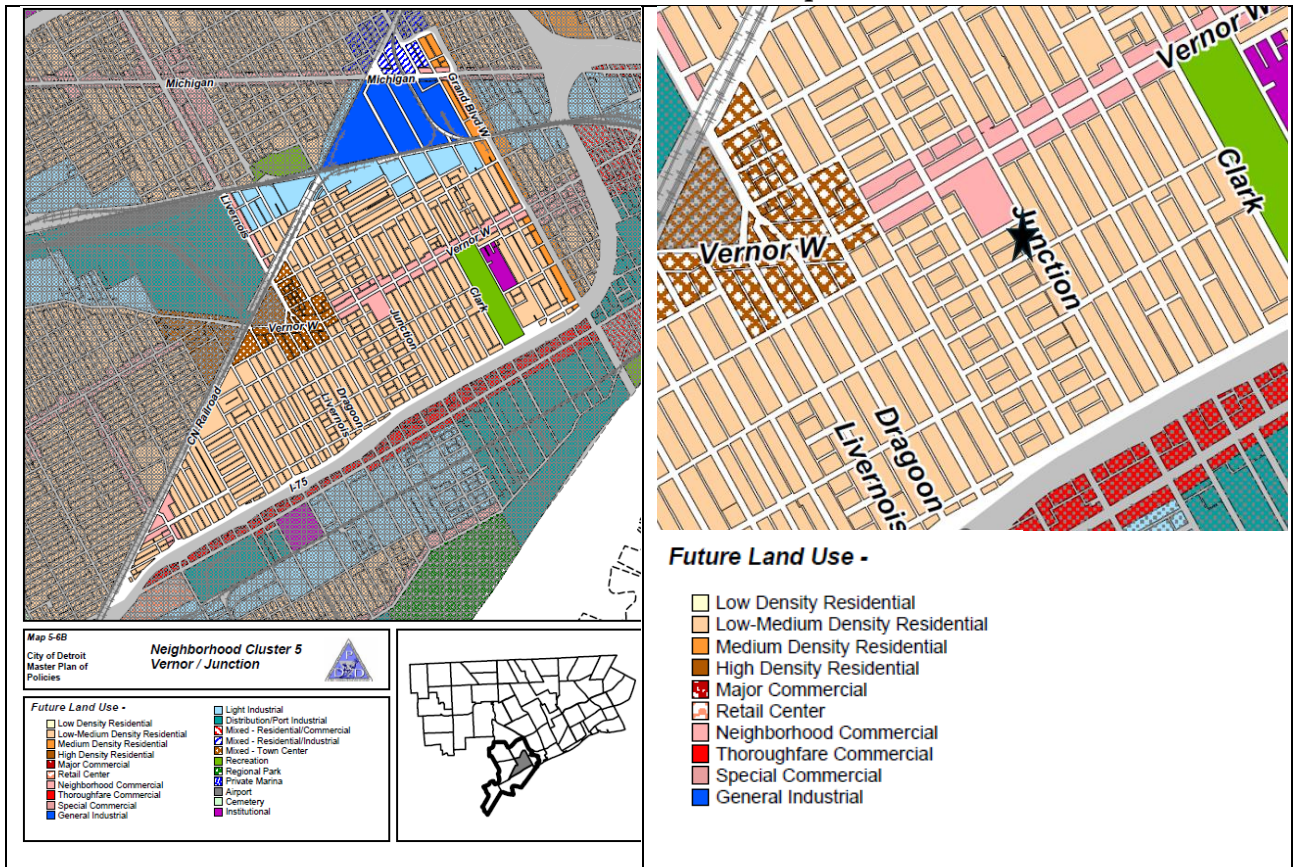 Michigan
Michigan
Grand Blvd W
Livernois
Vernor W
Clark
Vernor W
Junction
CN Railroad
Dragoon
Livernois
I-75
Map 5-6B
City of Detroit
Master Plan of
Policies
Neighborhood Cluster 5
Vernor / Junction
P
D D
Future Land Use -
Low Density Residential
Low-Medium Density Residential
Medium Density Residential
High Density Residential
Major Commercial
Retail Center
Neighborhood Commercial
Thoroughfare Commercial
Special Commercial
General Industrial
Light Industrial
Distribution/Port Industrial
Mixed - Residential/Commercial
Mixed - Residential/Industrial
Mixed - Town Center
Recreation
Regional Park
Private Marina
Airport
Cemetery
Institutional
Vernor W
Clark
Junction
Vernor W
Dragoon
Livernois
Future Land Use -
Low Density Residential
Low-Medium Density Residential
Medium Density Residential
High Density Residential
Major Commercial
Retail Center
Neighborhood Commercial
Thoroughfare Commercial
Special Commercial
General Industrial